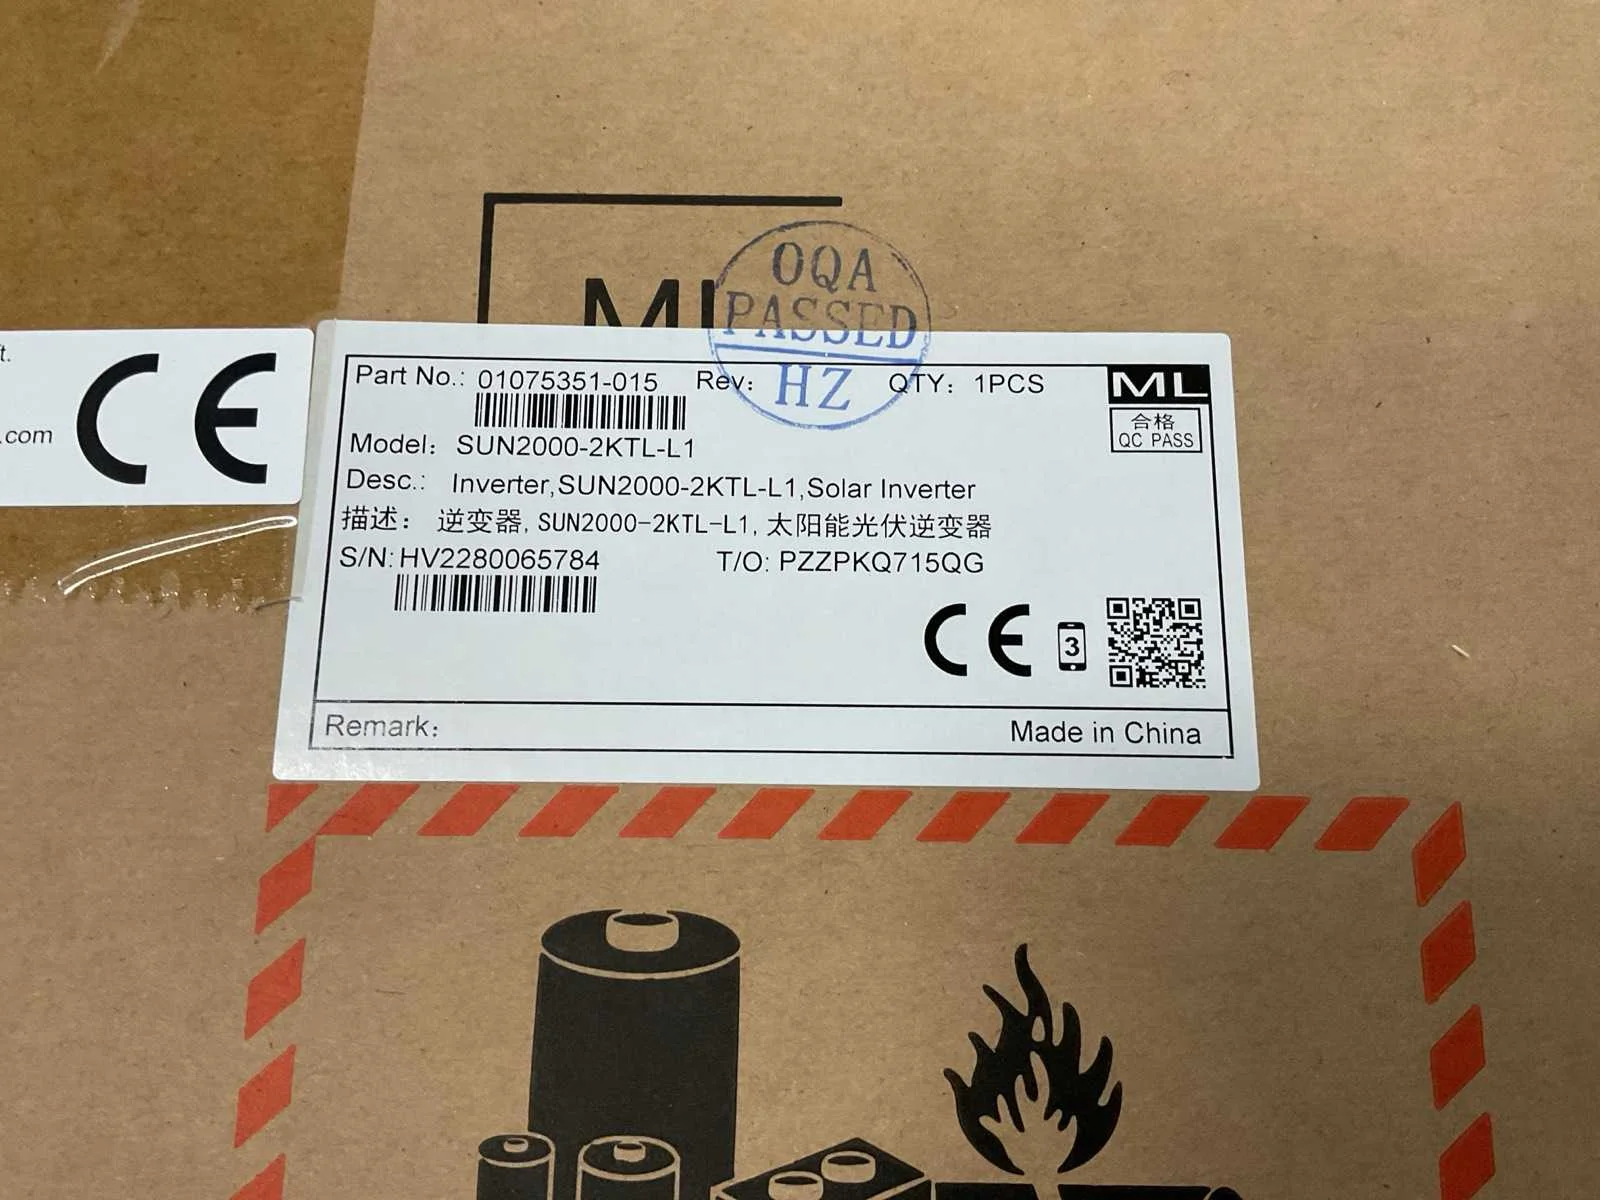 ML
OQA
PASSED
HZ
t.
.com
CE
Part No.: 01075351-015 Rev: QTY: 1PCS
ML
合格
QC PASS
Model: SUN2000-2KTL-L1
Desc.: Inverter,SUN2000-2KTL-L1,Solar Inverter
描述: 逆变器, SUN2000-2KTL-L1, 太阳能光伏逆变器
S/N: HV2280065784 T/O: PZZPKQ715QG
CE
3
Remark: Made in China